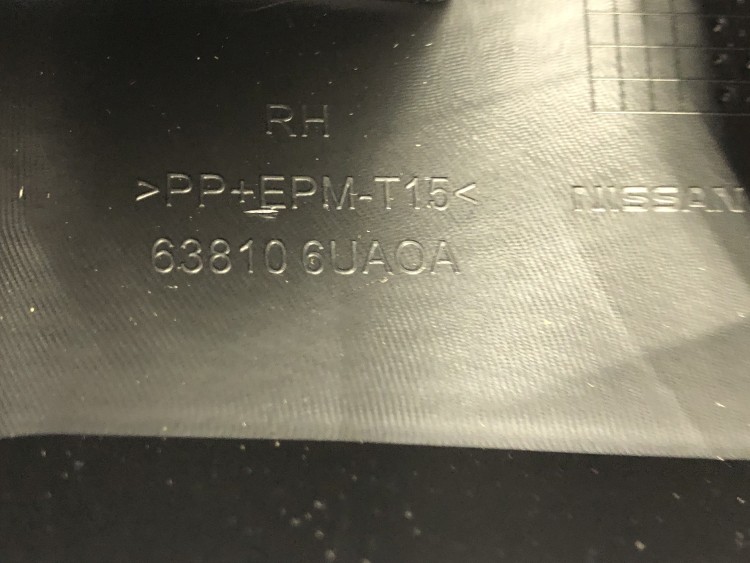 RH
>PP+EPM-T15<
NISSAN
63810 6UA0A